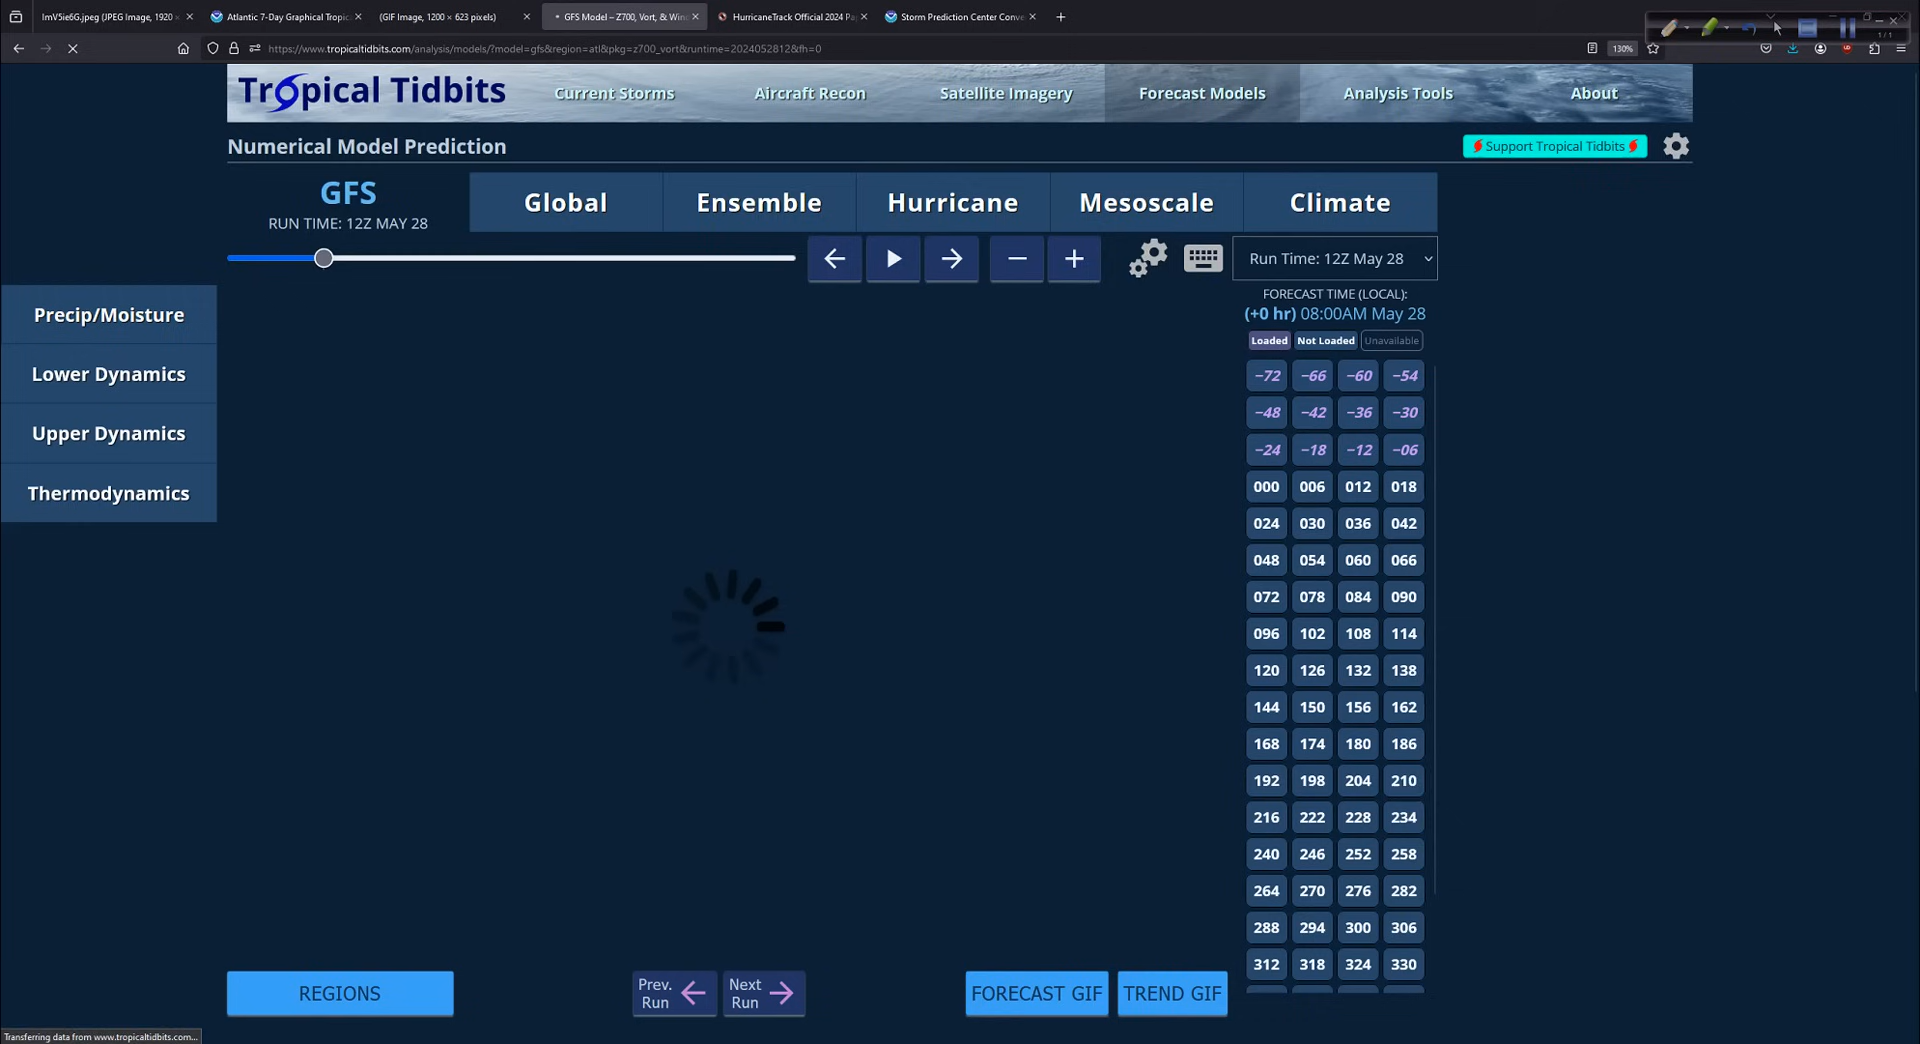 ImV5ie6G.jpeg (JPEG Image, 1920 ×
Atlantic 7-Day Graphical Tropic
(GIF Image, 1200 × 623 pixels)
GFS Model – Z700, Vort, & Win
HurricaneTrack Official 2024 Pa
Storm Prediction Center Conve
https://www.tropicaltidbits.com/analysis/models/?model=gfs&region=atl&pkg=z700_vort&runtime=2024052812&fh=0
130%
1/1
Tropical Tidbits
Current Storms
Aircraft Recon
Satellite Imagery
Forecast Models
Analysis Tools
About
Numerical Model Prediction
Support Tropical Tidbits
GFS
RUN TIME: 12Z MAY 28
Global
Ensemble
Hurricane
Mesoscale
Climate
Run Time: 12Z May 28
FORECAST TIME (LOCAL):
(+0 hr) 08:00AM May 28
Loaded Not Loaded Unavailable
Precip/Moisture
Lower Dynamics
Upper Dynamics
Thermodynamics
−72 −66 −60 −54
−48 −42 −36 −30
−24 −18 −12 −06
000 006 012 018
024 030 036 042
048 054 060 066
072 078 084 090
096 102 108 114
120 126 132 138
144 150 156 162
168 174 180 186
192 198 204 210
216 222 228 234
240 246 252 258
264 270 276 282
288 294 300 306
312 318 324 330
REGIONS
Prev. Run
Next Run
FORECAST GIF
TREND GIF
Transferring data from www.tropicaltidbits.com...